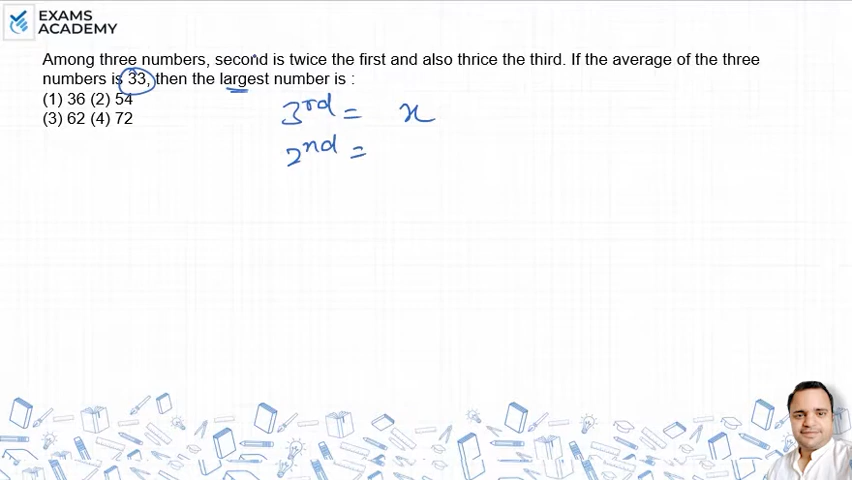 EXAMS
ACADEMY
Among three numbers, second is twice the first and also thrice the third. If the average of the three
numbers is 33, then the largest number is :
(1) 36 (2) 54
(3) 62 (4) 72
3rd = x
2nd =